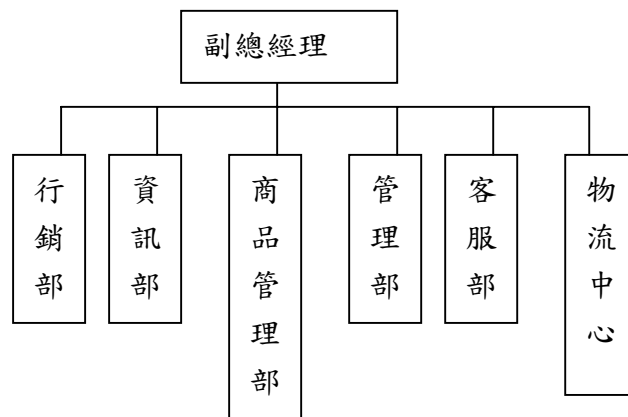 副總經理
行銷部
資訊部
商品管理部
管理部
客服部
物流中心